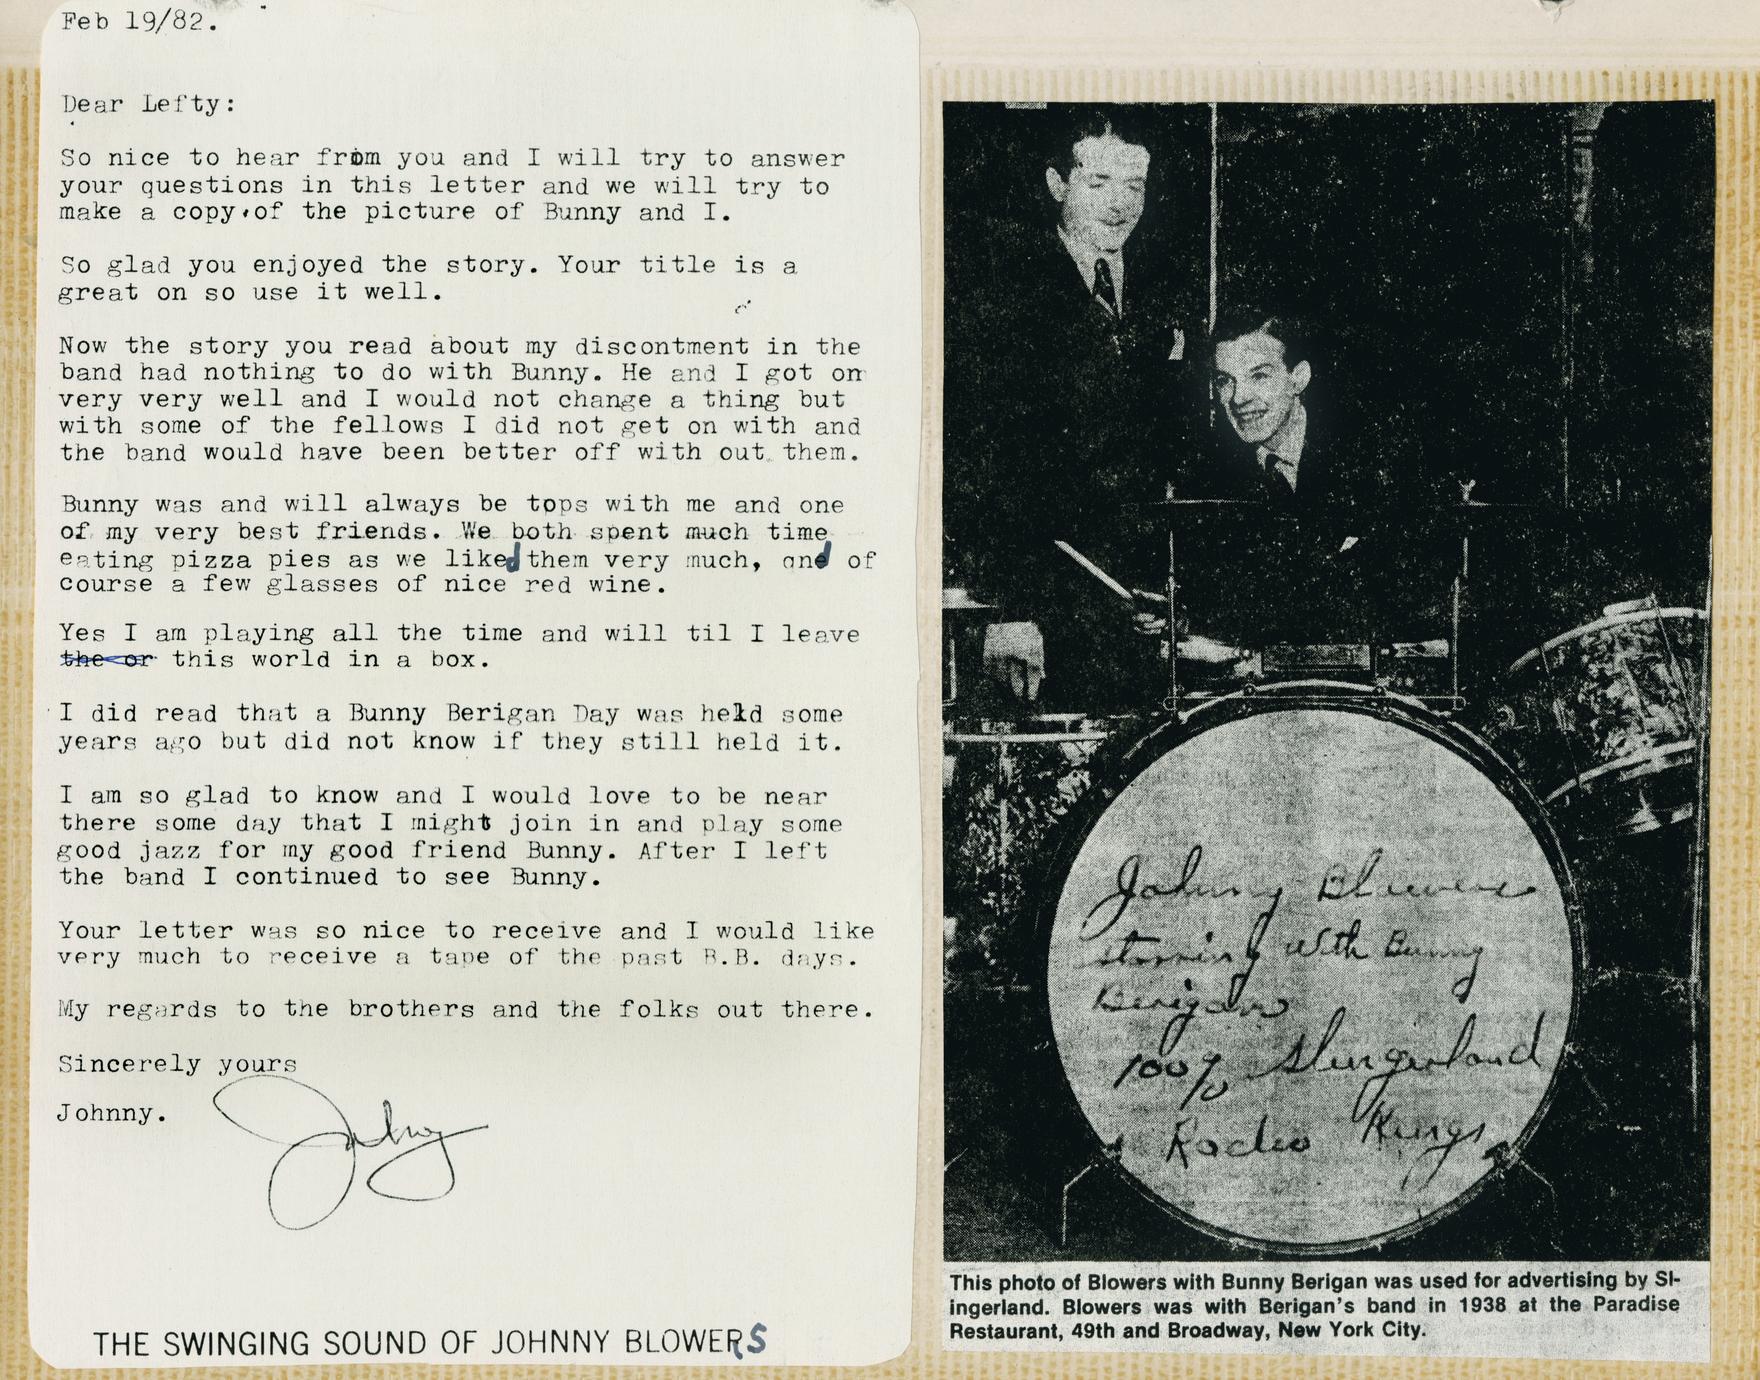 Feb 19/82.
Dear Lefty:
So nice to hear from you and I will try to answer
your questions in this letter and we will try to
make a copy of the picture of Bunny and I.
So glad you enjoyed the story. Your title is a
great on so use it well.
Now the story you read about my discontment in the
band had nothing to do with Bunny. He and I got on
very very well and I would not change a thing but
with some of the fellows I did not get on with and
the band would have been better off with out them.
Bunny was and will always be tops with me and one
of my very best friends. We both spent much time
eating pizza pies as we liked them very much, and of
course a few glasses of nice red wine.
Yes I am playing all the time and will til I leave
the or this world in a box.
I did read that a Bunny Berigan Day was held some
years ago but did not know if they still held it.
I am so glad to know and I would love to be near
there some day that I might join in and play some
good jazz for my good friend Bunny. After I left
the band I continued to see Bunny.
Your letter was so nice to receive and I would like
very much to receive a tape of the past B.B. days.
My regards to the brothers and the folks out there.
Sincerely yours
Johnny.
Johnny
THE SWINGING SOUND OF JOHNNY BLOWERS
Johnny Blowers
starring with Bunny
Berigan
100% Slingerland
Radio Kings
This photo of Blowers with Bunny Berigan was used for advertising by Sl-
ingerland. Blowers was with Berigan's band in 1938 at the Paradise
Restaurant, 49th and Broadway, New York City.